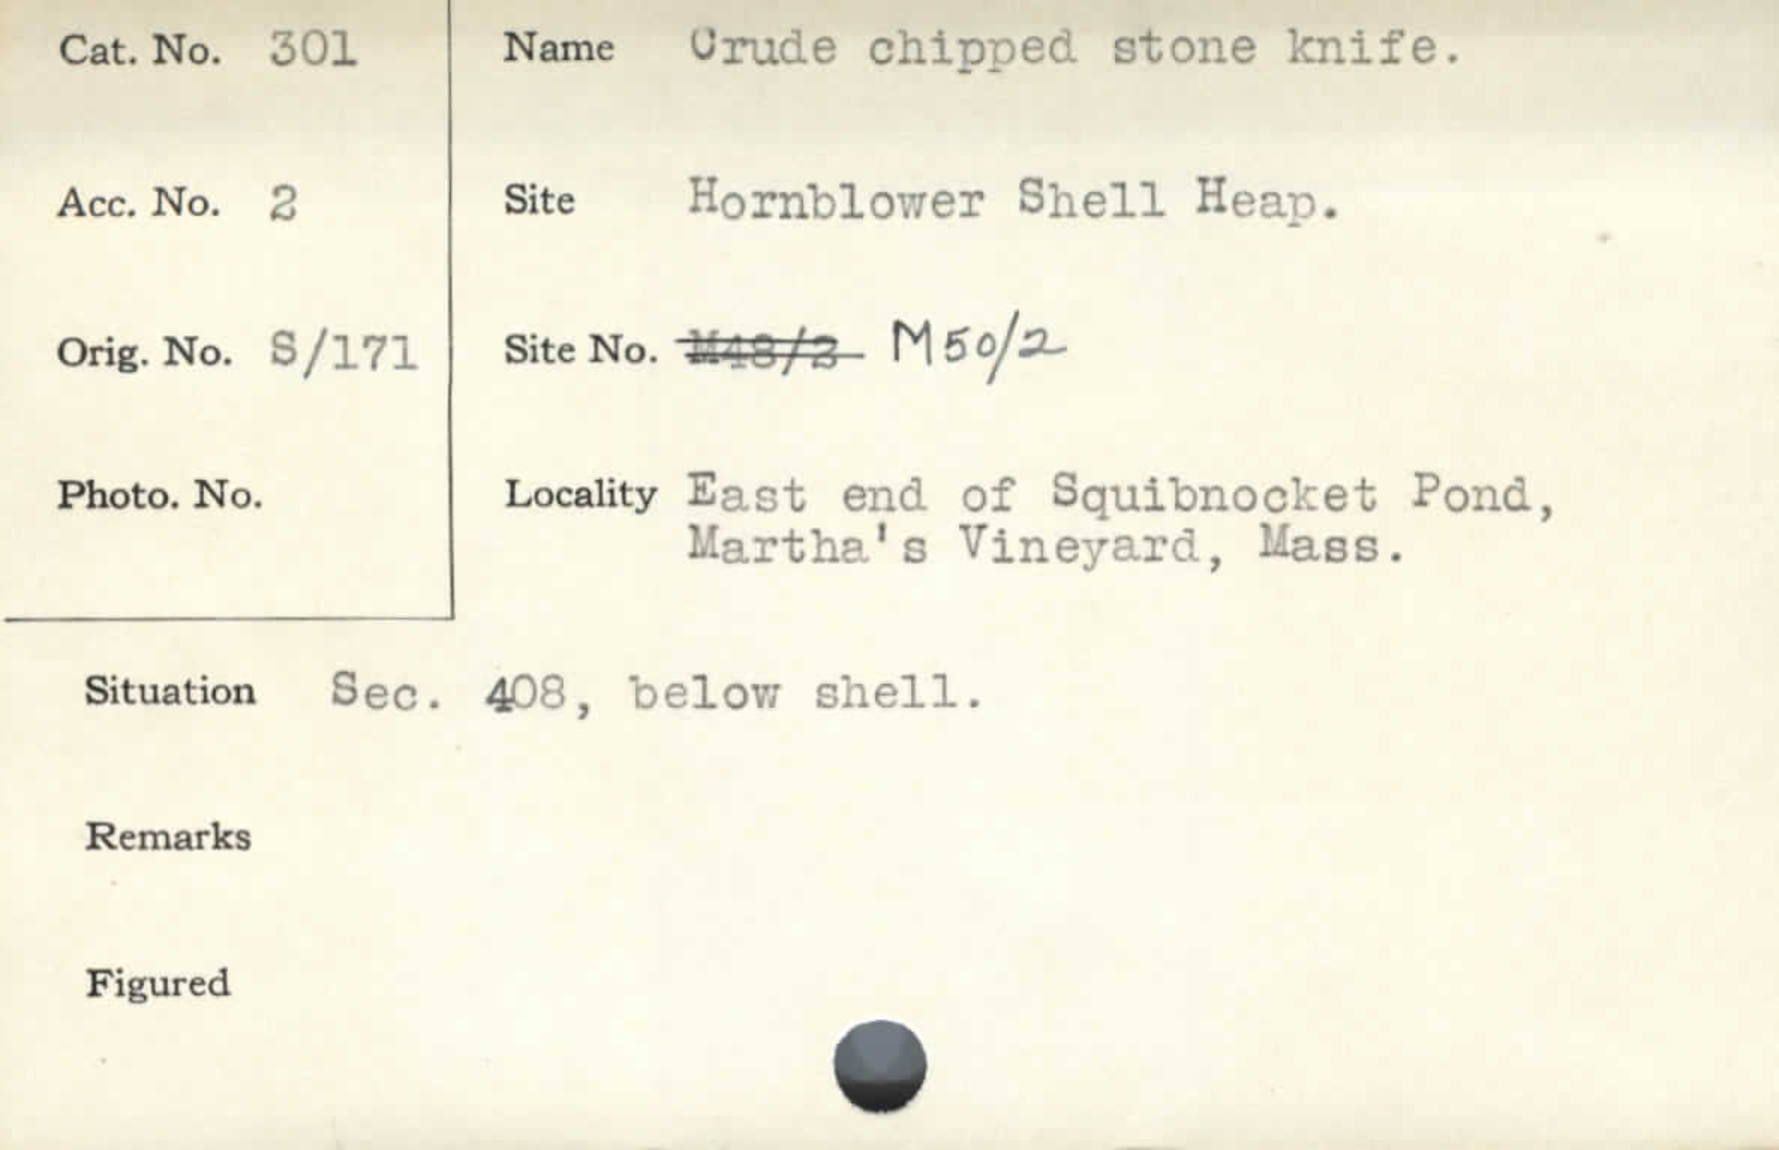 Cat. No. 301
Name Crude chipped stone knife.
Acc. No. 2
Site Hornblower Shell Heap.
Orig. No. S/171
Site No. M48/2 M50/2
Photo. No.
Locality East end of Squibnocket Pond,
Martha's Vineyard, Mass.
Situation Sec. 408, below shell.
Remarks
Figured